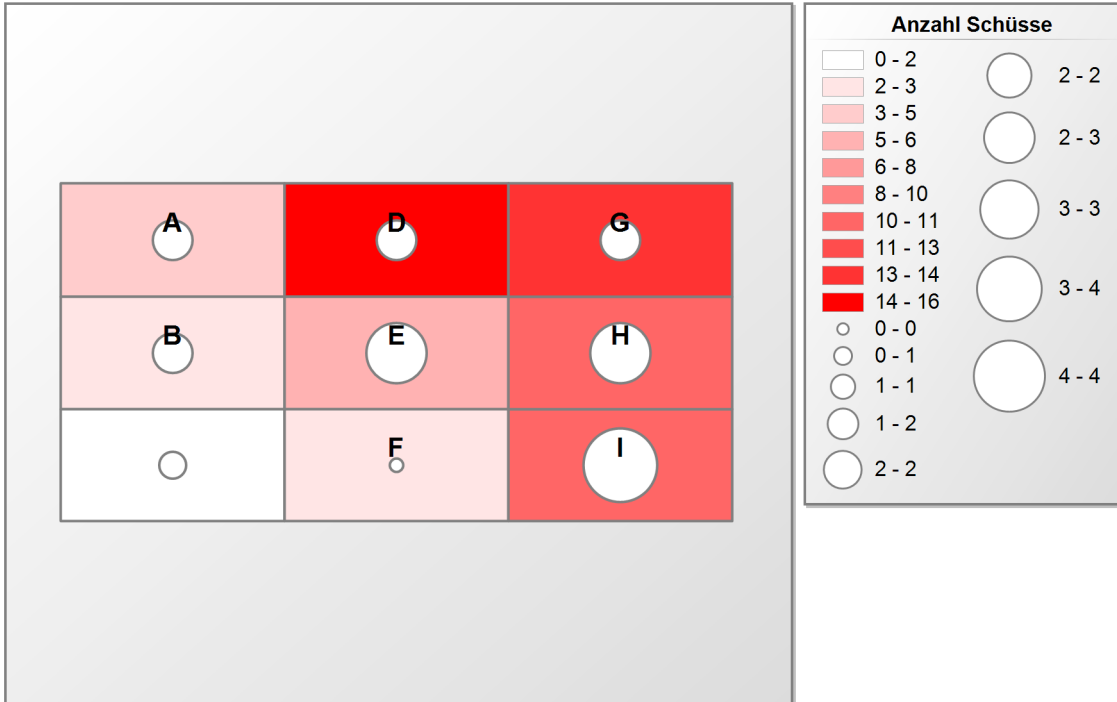 A D G
B E H
F I
Anzahl Schüsse
0 - 2
2 - 3
3 - 5
5 - 6
6 - 8
8 - 10
10 - 11
11 - 13
13 - 14
14 - 16
0 - 0
0 - 1
1 - 1
1 - 2
2 - 2
2 - 2
2 - 3
3 - 3
3 - 4
4 - 4